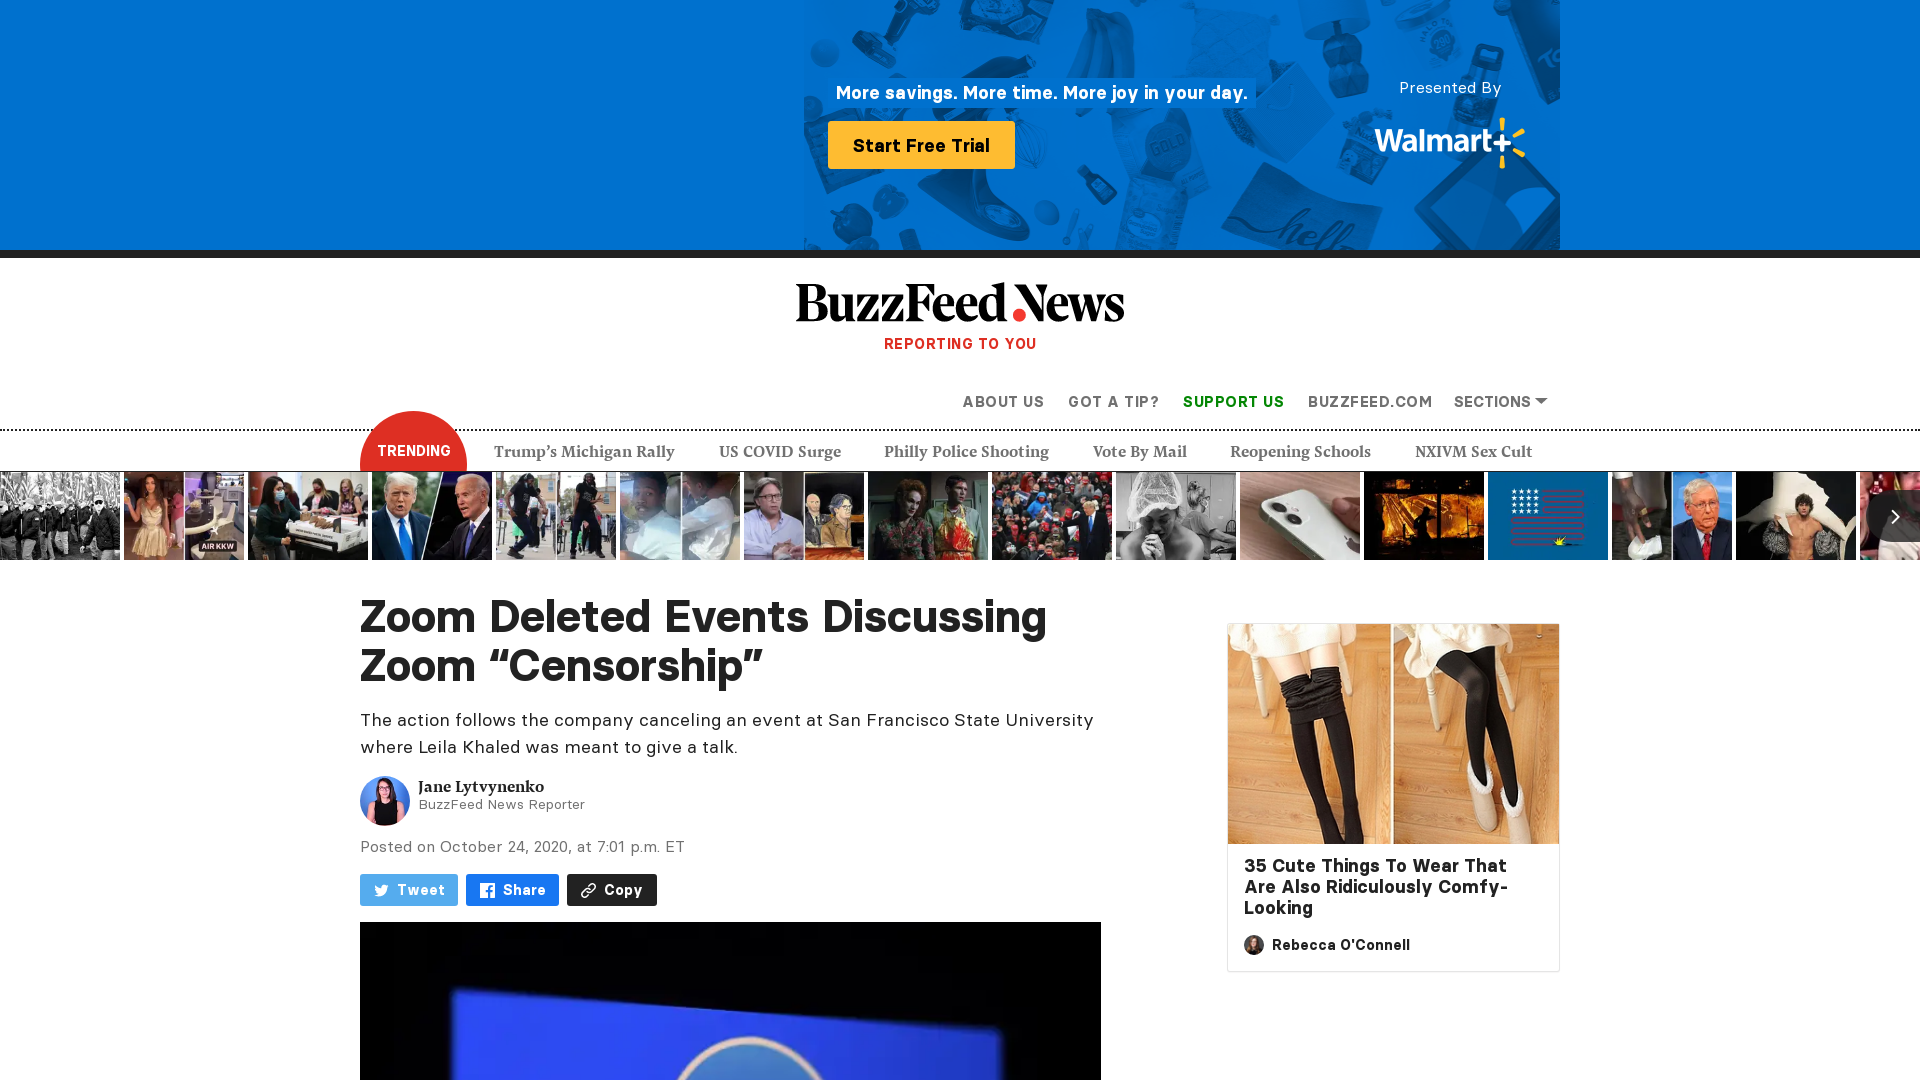 More savings. More time. More joy in your day.
Start Free Trial
Presented By
Walmart+
BuzzFeed News
REPORTING TO YOU
ABOUT US
GOT A TIP?
SUPPORT US
BUZZFEED.COM
SECTIONS
TRENDING
Trump’s Michigan Rally
US COVID Surge
Philly Police Shooting
Vote By Mail
Reopening Schools
NXIVM Sex Cult
AIR KKW
Zoom Deleted Events Discussing
Zoom “Censorship”
The action follows the company canceling an event at San Francisco State University
where Leila Khaled was meant to give a talk.
Jane Lytvynenko
BuzzFeed News Reporter
Posted on October 24, 2020, at 7:01 p.m. ET
Tweet
Share
Copy
35 Cute Things To Wear That
Are Also Ridiculously Comfy-
Looking
Rebecca O'Connell